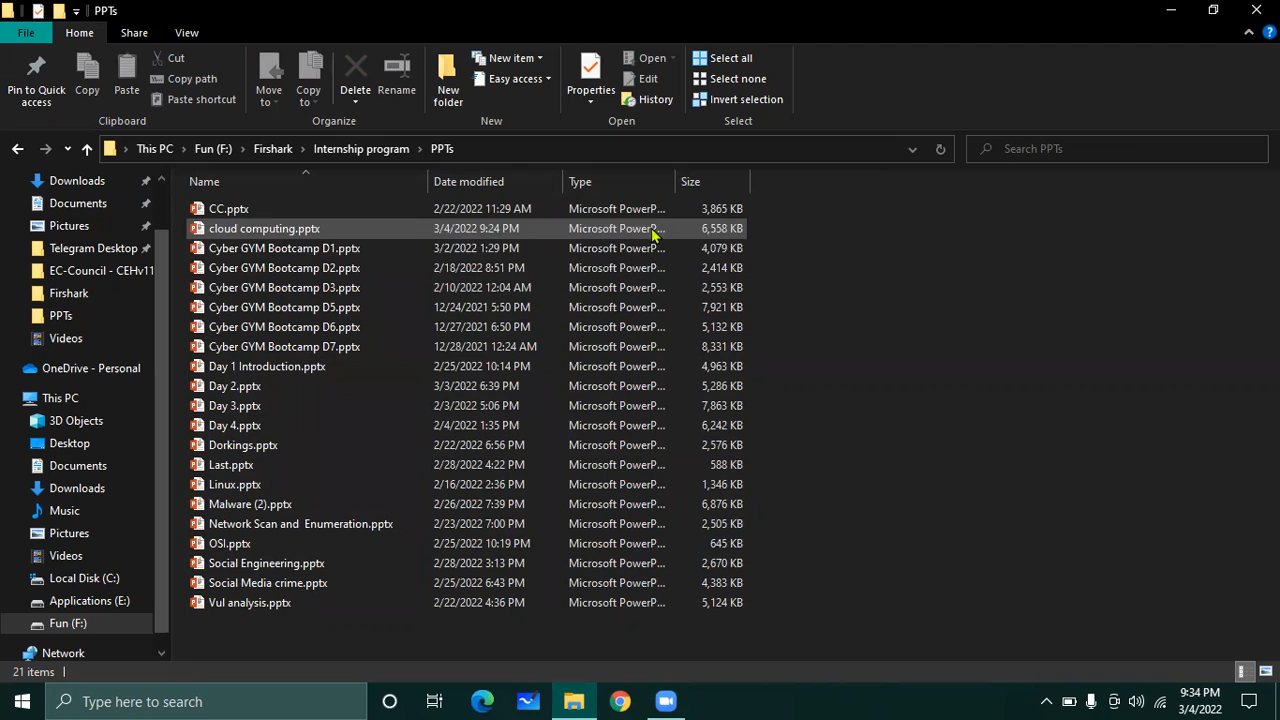 PPTs
File Home Share View
Pin to Quick access
Copy
Paste
Cut
Copy path
Paste shortcut
Clipboard
Move to
Copy to
Delete
Rename
Organize
New folder
New item
Easy access
New
Properties
Open
Edit
History
Open
Select all
Select none
Invert selection
Select
This PC Fun (F:) Firshark Internship program PPTs
Search PPTs
Downloads
Documents
Pictures
Telegram Desktop
EC-Council - CEHv11
Firshark
PPTs
Videos
OneDrive - Personal
This PC
3D Objects
Desktop
Documents
Downloads
Music
Pictures
Videos
Local Disk (C:)
Applications (E:)
Fun (F:)
Network
Name Date modified Type Size
CC.pptx 2/22/2022 11:29 AM Microsoft PowerP... 3,865 KB
cloud computing.pptx 3/4/2022 9:24 PM Microsoft PowerP... 6,558 KB
Cyber GYM Bootcamp D1.pptx 3/2/2022 1:29 PM Microsoft PowerP... 4,079 KB
Cyber GYM Bootcamp D2.pptx 2/18/2022 8:51 PM Microsoft PowerP... 2,414 KB
Cyber GYM Bootcamp D3.pptx 2/10/2022 12:04 AM Microsoft PowerP... 2,553 KB
Cyber GYM Bootcamp D5.pptx 12/24/2021 5:50 PM Microsoft PowerP... 7,921 KB
Cyber GYM Bootcamp D6.pptx 12/27/2021 6:50 PM Microsoft PowerP... 5,132 KB
Cyber GYM Bootcamp D7.pptx 12/28/2021 12:24 AM Microsoft PowerP... 8,331 KB
Day 1 Introduction.pptx 2/25/2022 10:14 PM Microsoft PowerP... 4,963 KB
Day 2.pptx 3/3/2022 6:39 PM Microsoft PowerP... 5,286 KB
Day 3.pptx 2/3/2022 5:06 PM Microsoft PowerP... 7,863 KB
Day 4.pptx 2/4/2022 1:35 PM Microsoft PowerP... 6,242 KB
Dorkings.pptx 2/22/2022 6:56 PM Microsoft PowerP... 2,576 KB
Last.pptx 2/28/2022 4:22 PM Microsoft PowerP... 588 KB
Linux.pptx 2/16/2022 2:36 PM Microsoft PowerP... 1,346 KB
Malware (2).pptx 2/26/2022 7:39 PM Microsoft PowerP... 6,876 KB
Network Scan and Enumeration.pptx 2/23/2022 7:00 PM Microsoft PowerP... 2,505 KB
OSI.pptx 2/25/2022 10:19 PM Microsoft PowerP... 645 KB
Social Engineering.pptx 2/28/2022 3:13 PM Microsoft PowerP... 2,670 KB
Social Media crime.pptx 2/25/2022 6:43 PM Microsoft PowerP... 4,383 KB
Vul analysis.pptx 2/22/2022 4:36 PM Microsoft PowerP... 5,124 KB
21 items
Type here to search
9:34 PM
3/4/2022